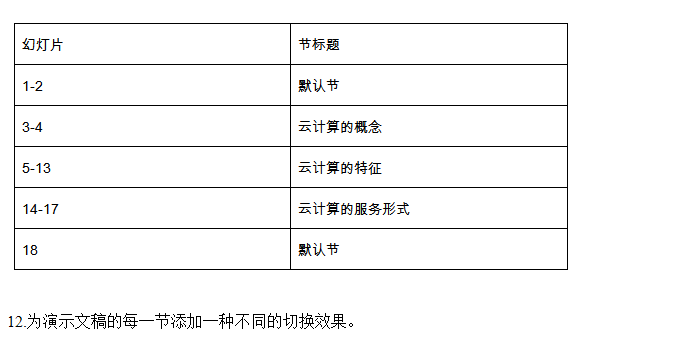 幻灯片 节标题
1-2 默认节
3-4 云计算的概念
5-13 云计算的特征
14-17 云计算的服务形式
18 默认节
12.为演示文稿的每一节添加一种不同的切换效果。